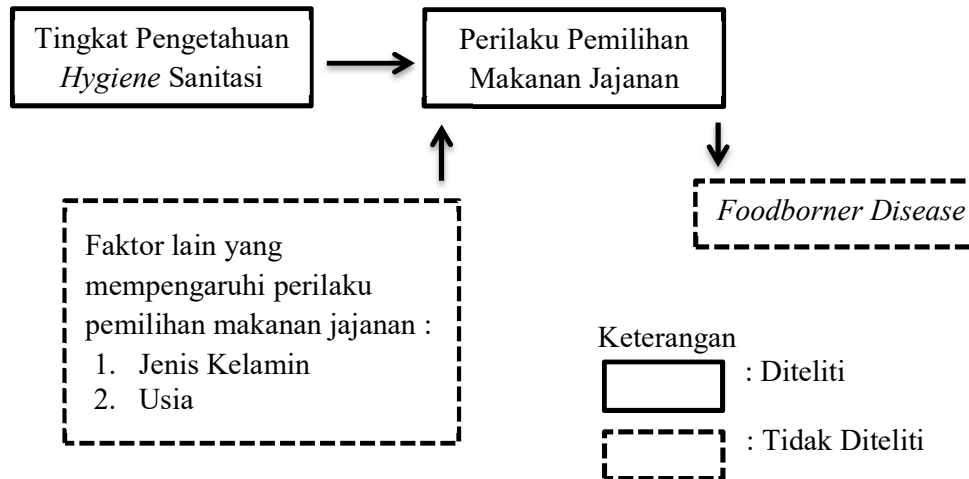 Tingkat Pengetahuan
Hygiene Sanitasi
Perilaku Pemilihan
Makanan Jajanan
Foodborner Disease
Faktor lain yang
mempengaruhi perilaku
pemilihan makanan jajanan :
1. Jenis Kelamin
2. Usia
Keterangan
: Diteliti
: Tidak Diteliti